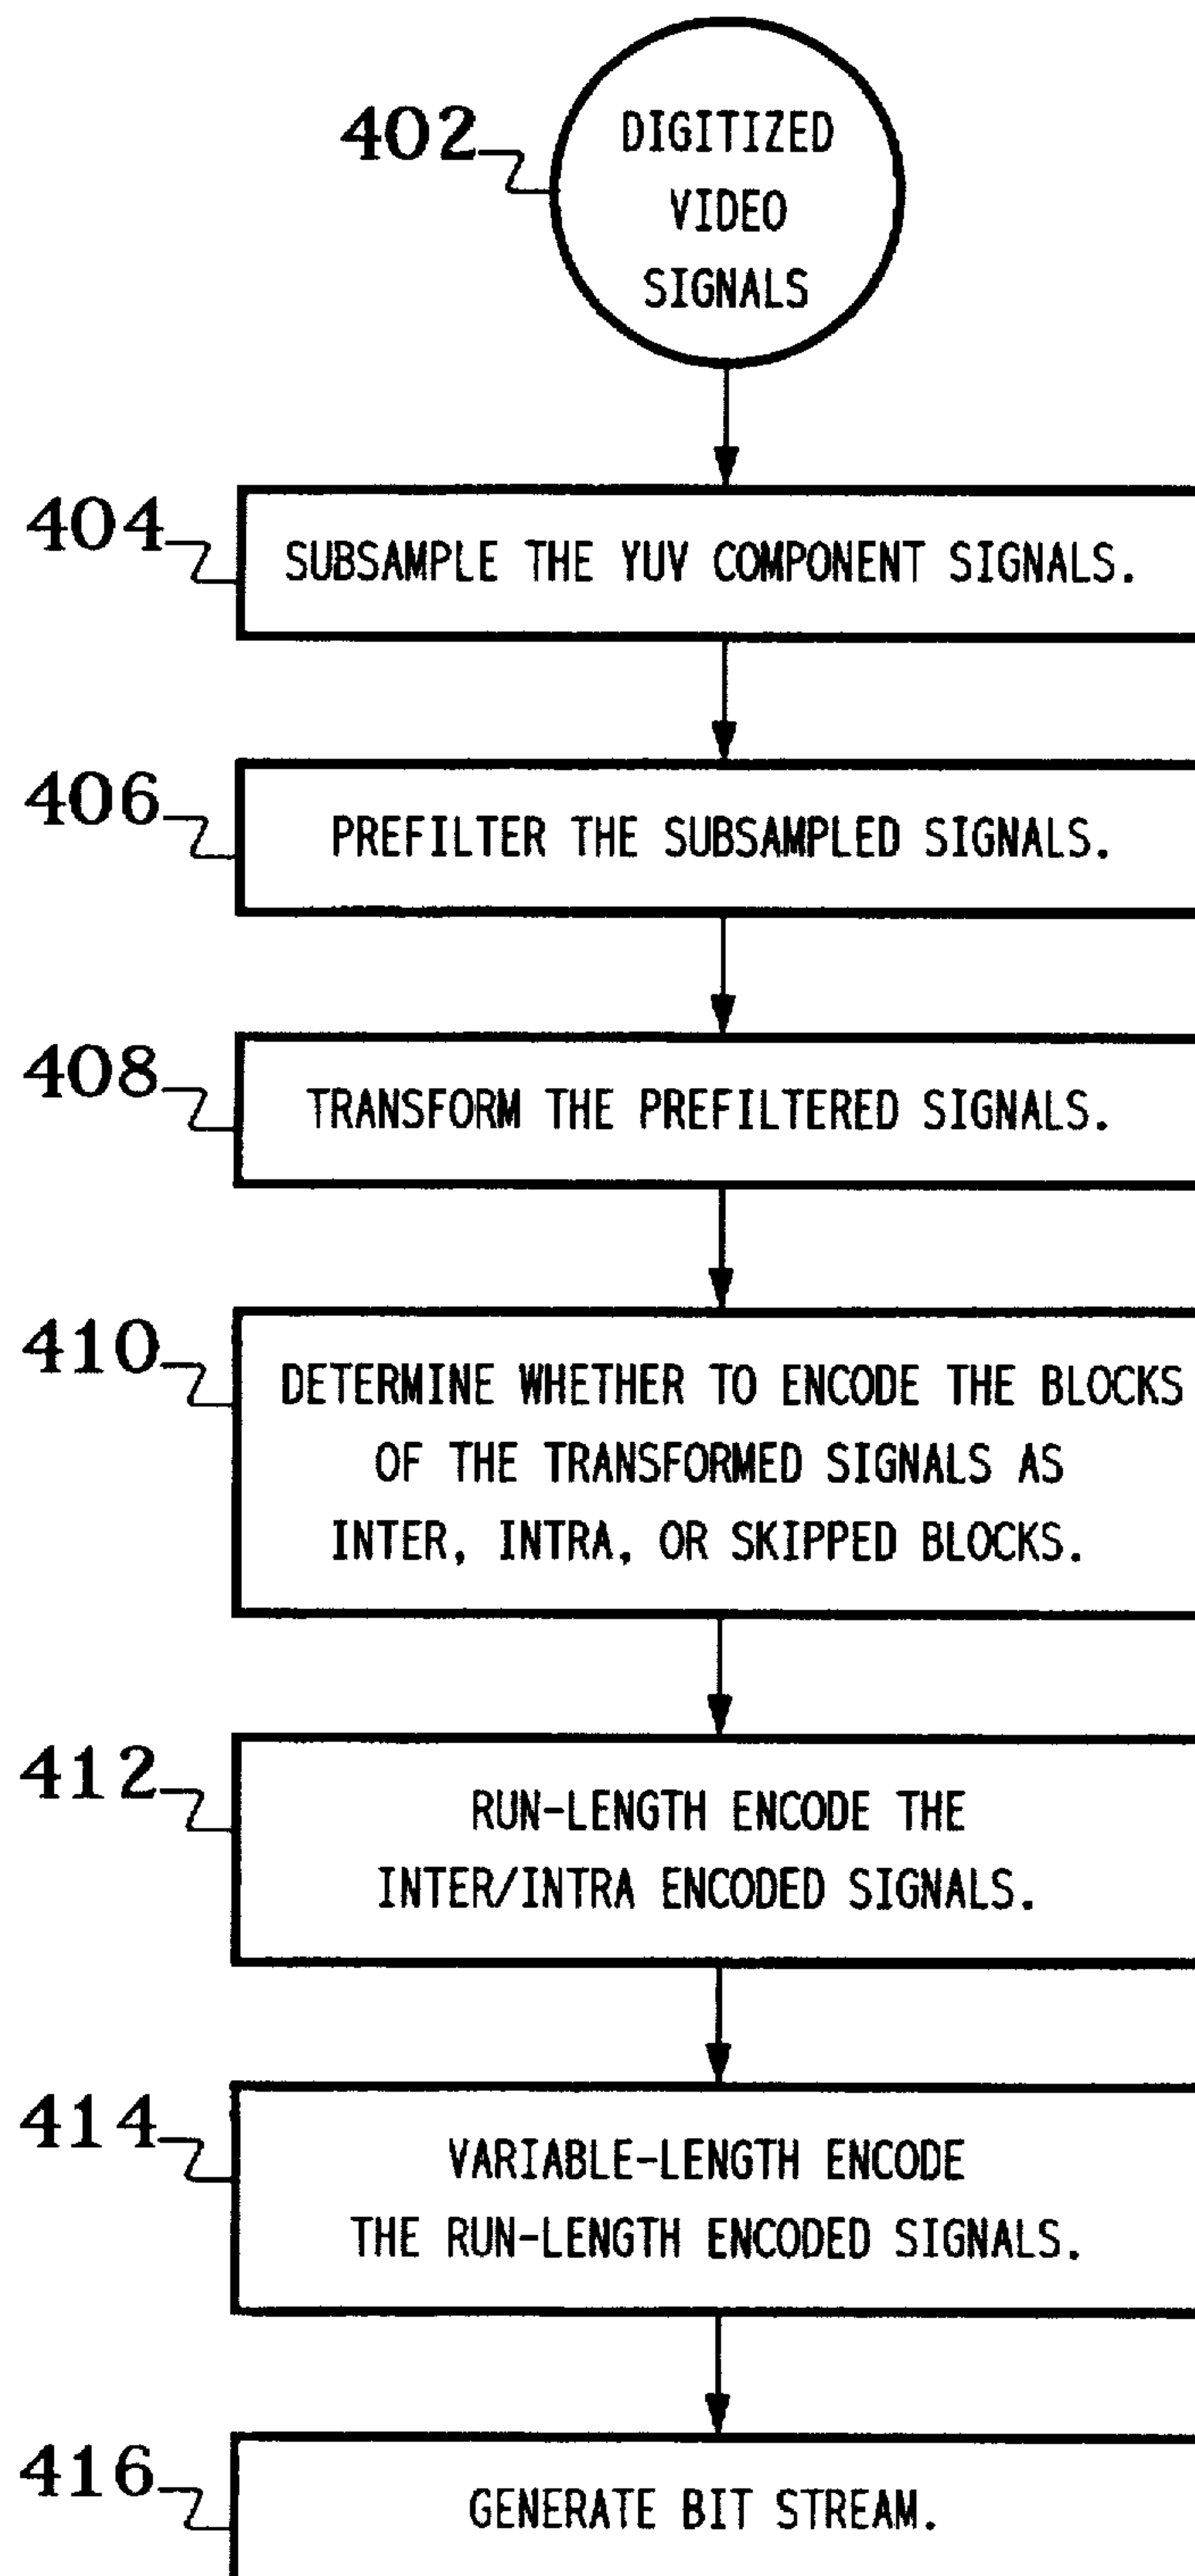 402
DIGITIZED
VIDEO
SIGNALS
404
SUBSAMPLE THE YUV COMPONENT SIGNALS.
406
PREFILTER THE SUBSAMPLED SIGNALS.
408
TRANSFORM THE PREFILTERED SIGNALS.
410
DETERMINE WHETHER TO ENCODE THE BLOCKS
OF THE TRANSFORMED SIGNALS AS
INTER, INTRA, OR SKIPPED BLOCKS.
412
RUN-LENGTH ENCODE THE
INTER/INTRA ENCODED SIGNALS.
414
VARIABLE-LENGTH ENCODE
THE RUN-LENGTH ENCODED SIGNALS.
416
GENERATE BIT STREAM.